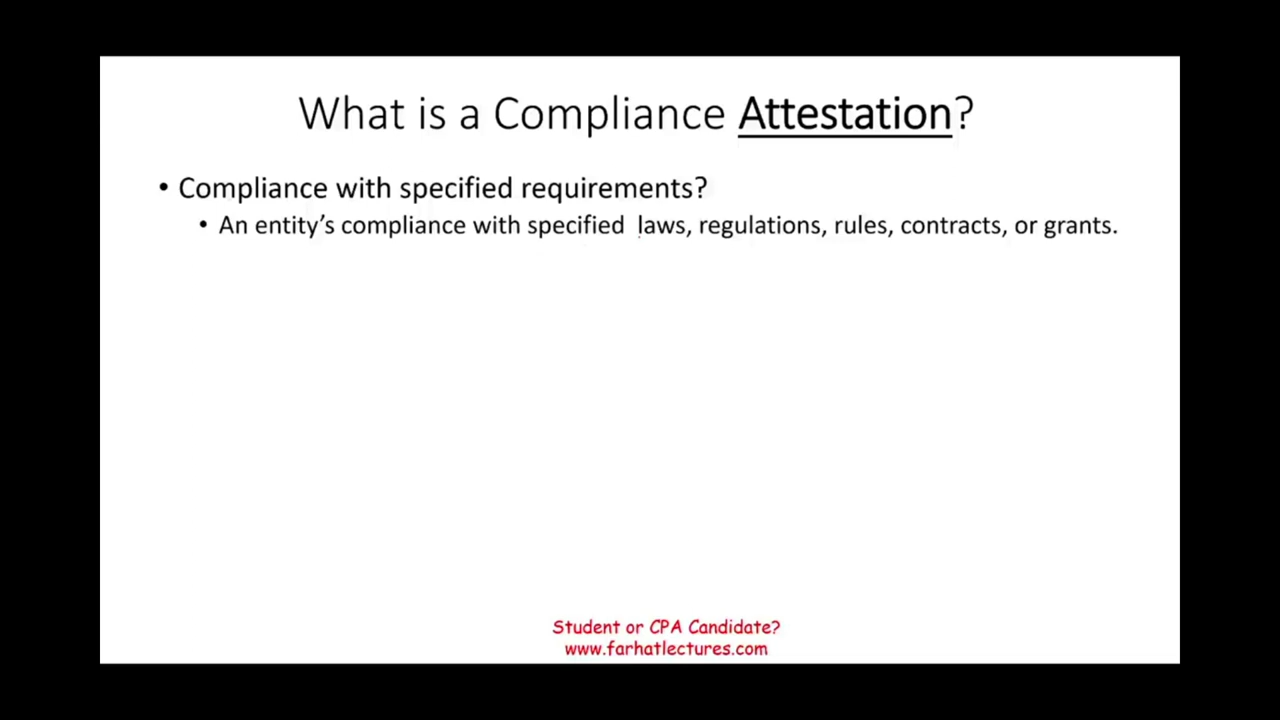 What is a Compliance Attestation?
• Compliance with specified requirements?
• An entity’s compliance with specified laws, regulations, rules, contracts, or grants.
Student or CPA Candidate?
www.farhatlectures.com